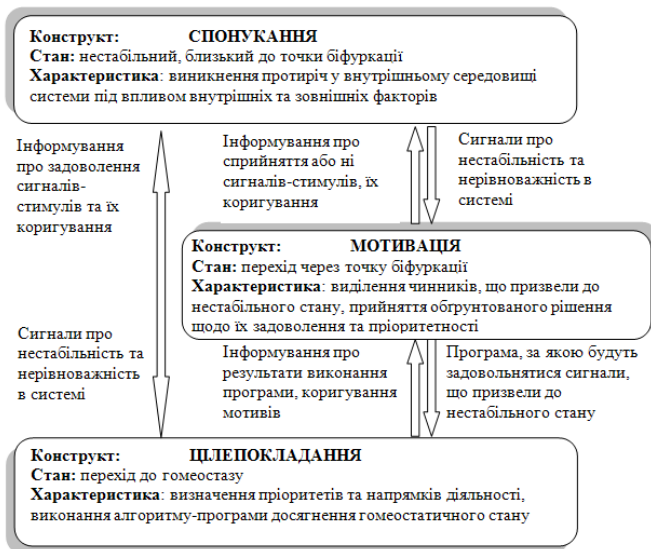 Конструкт: СПОНУКАННЯ
Стан: нестабільний, близький до точки біфуркації
Характеристика: виникнення протиріч у внутрішньому середовищі
системи під впливом внутрішніх та зовнішніх факторів
Інформування
про задоволення
сигналів-
стимулів та їх
коригування
Інформування про
сприйняття або ні
сигналів-стимулів, їх
коригування
Сигнали про
нестабільність та
нерівноважність в
системі
Конструкт: МОТИВАЦІЯ
Стан: перехід через точку біфуркації
Характеристика: виділення чинників, що призвели до
нестабільного стану, прийняття обґрунтованого рішення
щодо їх задоволення та пріоритетності
Сигнали про
нестабільність та
нерівноважність
в системі
Інформування про
результати виконання
програми, коригування
мотивів
Програма, за якою будуть
задовольнятися сигнали,
що призвели до
нестабільного стану
Конструкт: ЦІЛЕПОКЛАДАННЯ
Стан: перехід до гомеостазу
Характеристика: визначення пріоритетів та напрямків діяльності,
виконання алгоритму-програми досягнення гомеостатичного стану